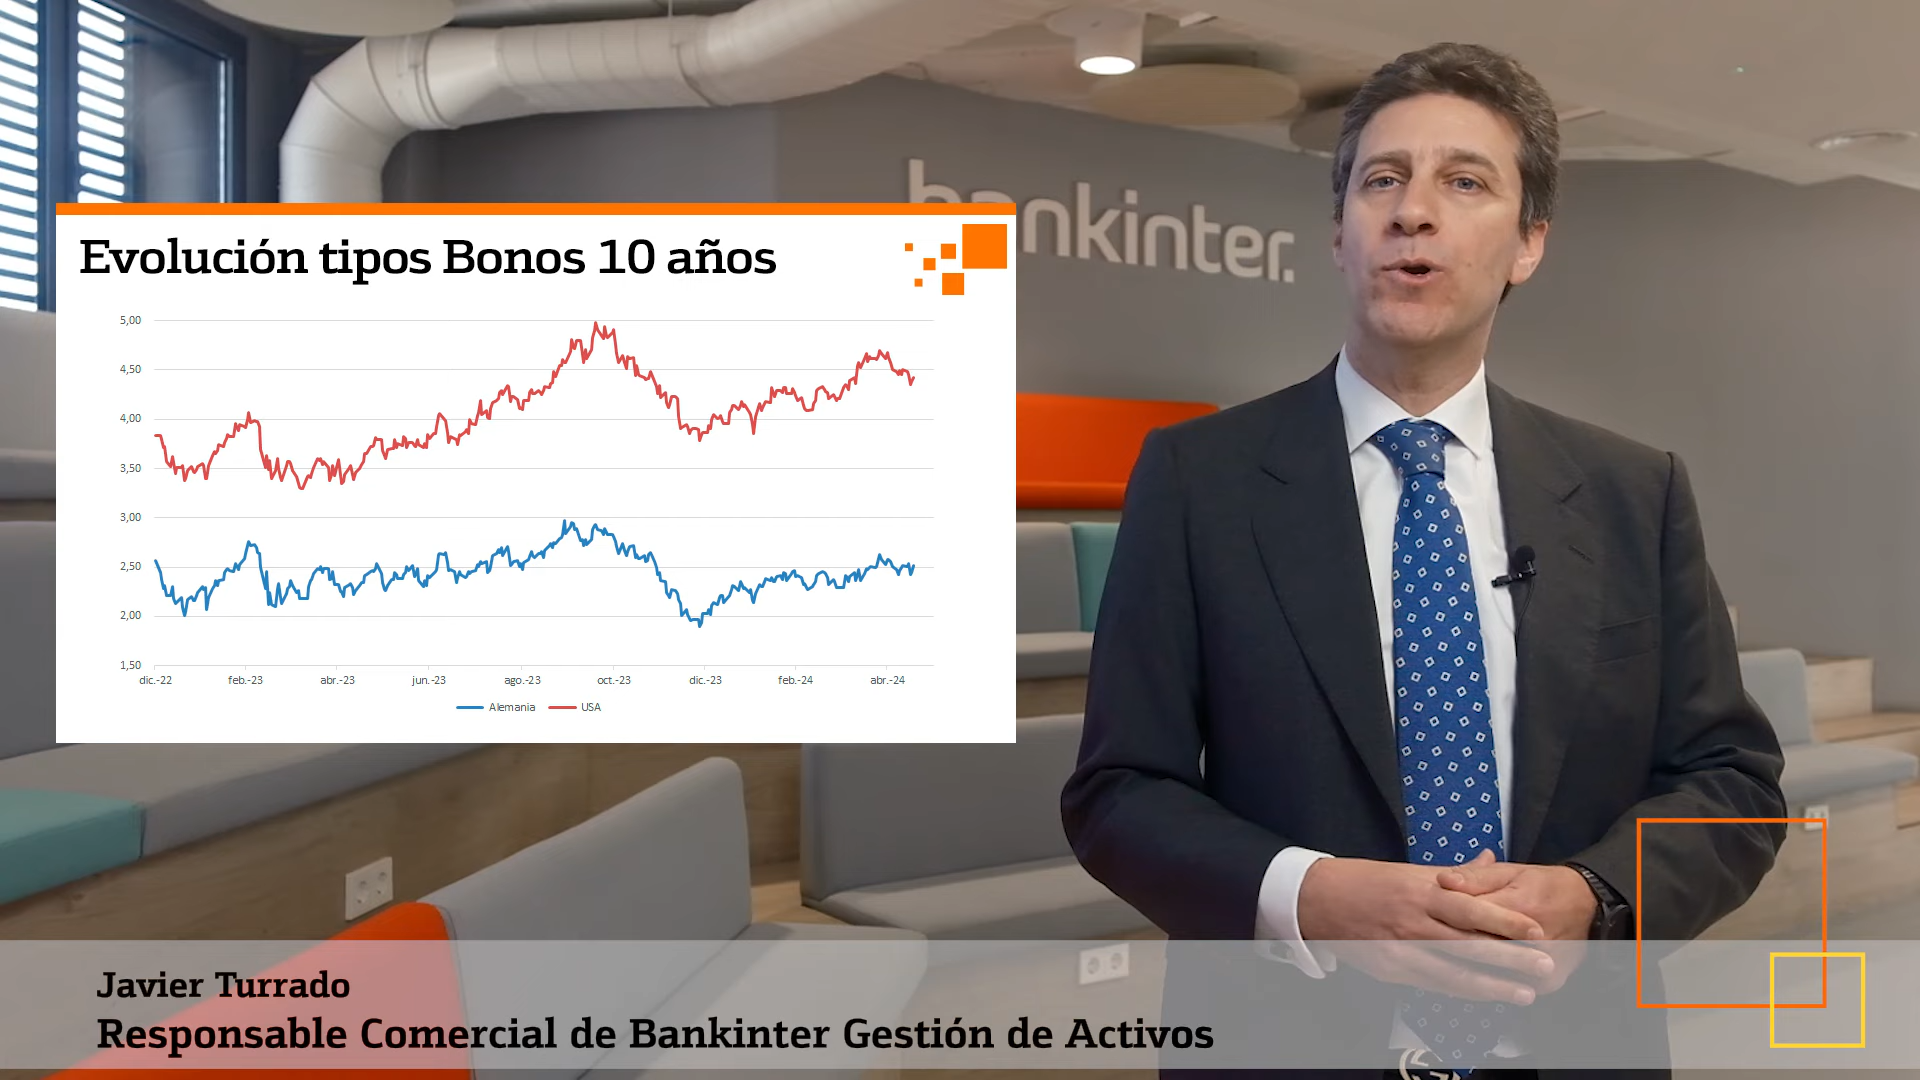 bankinter.
Evolución tipos Bonos 10 años
5,00
4,50
4,00
3,50
3,00
2,50
2,00
1,50
dic.-22 feb.-23 abr.-23 jun.-23 ago.-23 oct.-23 dic.-23 feb.-24 abr.-24
Alemania USA
Javier Turrado
Responsable Comercial de Bankinter Gestión de Activos